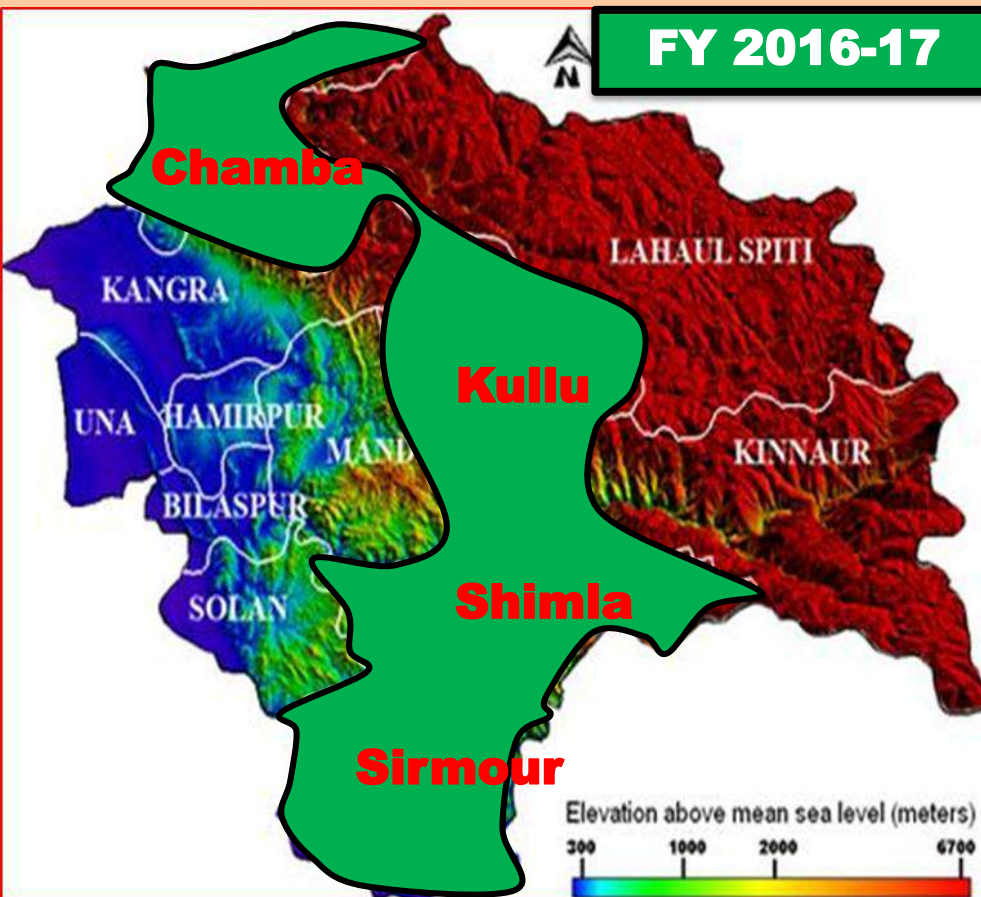 FY 2016-17
N
Chamba
LAHAUL SPITI
KANGRA
Kullu
UNA
HAMIRPUR
MAND
KINNAUR
BILASPUR
Shimla
SOLAN
Sirmour
Elevation above mean sea level (meters)
300 1000 2000 6700